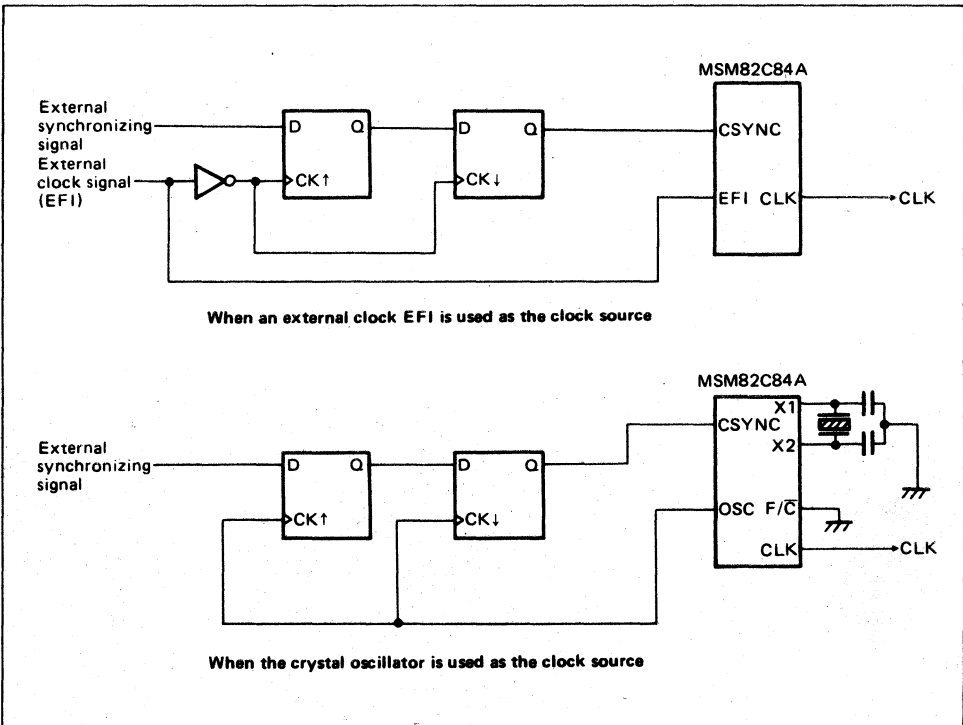 MSM82C84A
External
synchronizing
signal
D Q
D Q
CSYNC
External
clock signal
(EFI)
CK↑
CK↓
EFI CLK
CLK
When an external clock EFI is used as the clock source
MSM82C84A
X1
CSYNC
X2
External
synchronizing
signal
D Q
D Q
CK↑
CK↓
OSC F/C̅
CLK
CLK
When the crystal oscillator is used as the clock source